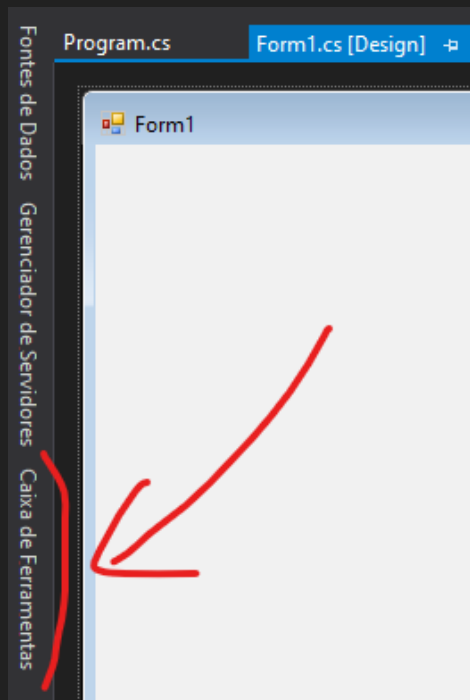 Program.cs
Form1.cs [Design]
Form1
Fontes de Dados
Gerenciador de Servidores
Caixa de Ferramentas